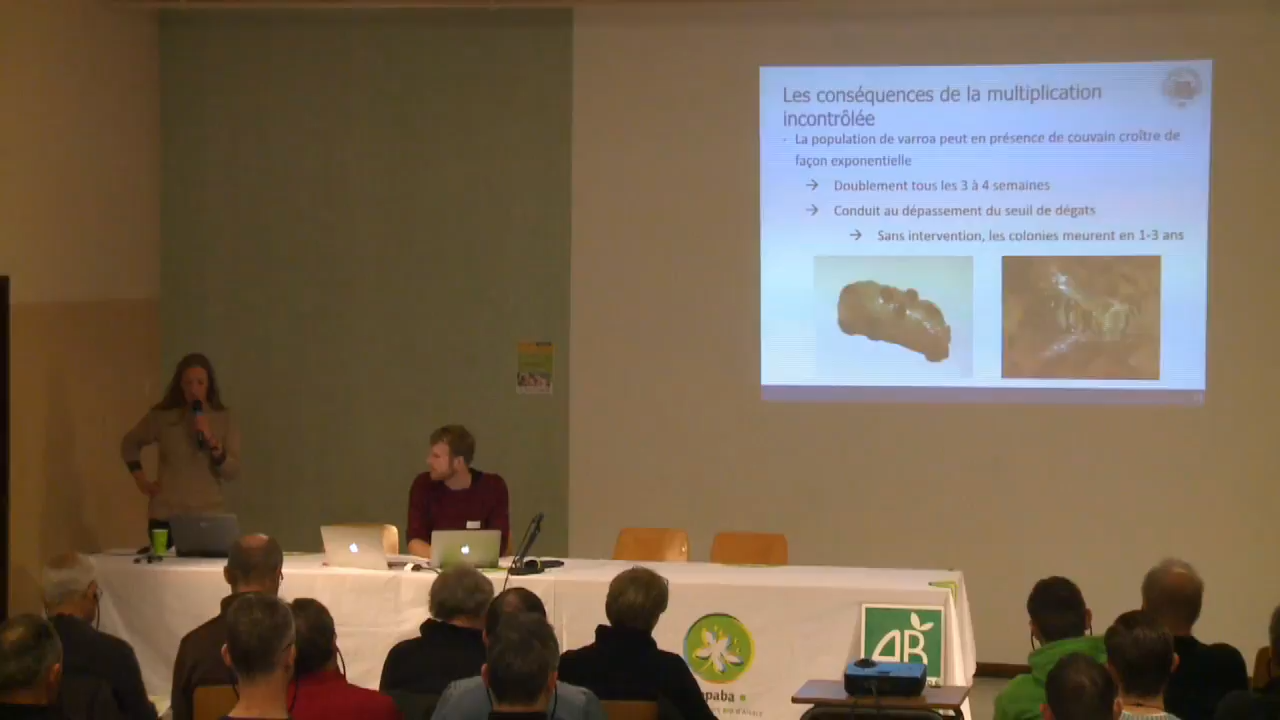 Les conséquences de la multiplication
incontrôlée
- La population de varroa peut en présence de couvain croître de
façon exponentielle
→ Doublement tous les 3 à 4 semaines
→ Conduit au dépassement du seuil de dégats
→ Sans intervention, les colonies meurent en 1-3 ans
AB